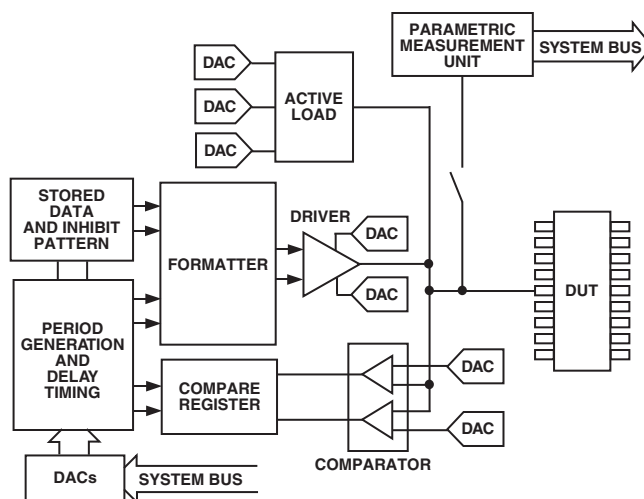 PARAMETRIC
MEASUREMENT
UNIT
SYSTEM BUS
DAC
DAC
DAC
ACTIVE
LOAD
STORED
DATA
AND INHIBIT
PATTERN
FORMATTER
DRIVER
DAC
DAC
DUT
PERIOD
GENERATION
AND
DELAY
TIMING
COMPARE
REGISTER
DAC
DAC
COMPARATOR
DACs
SYSTEM BUS